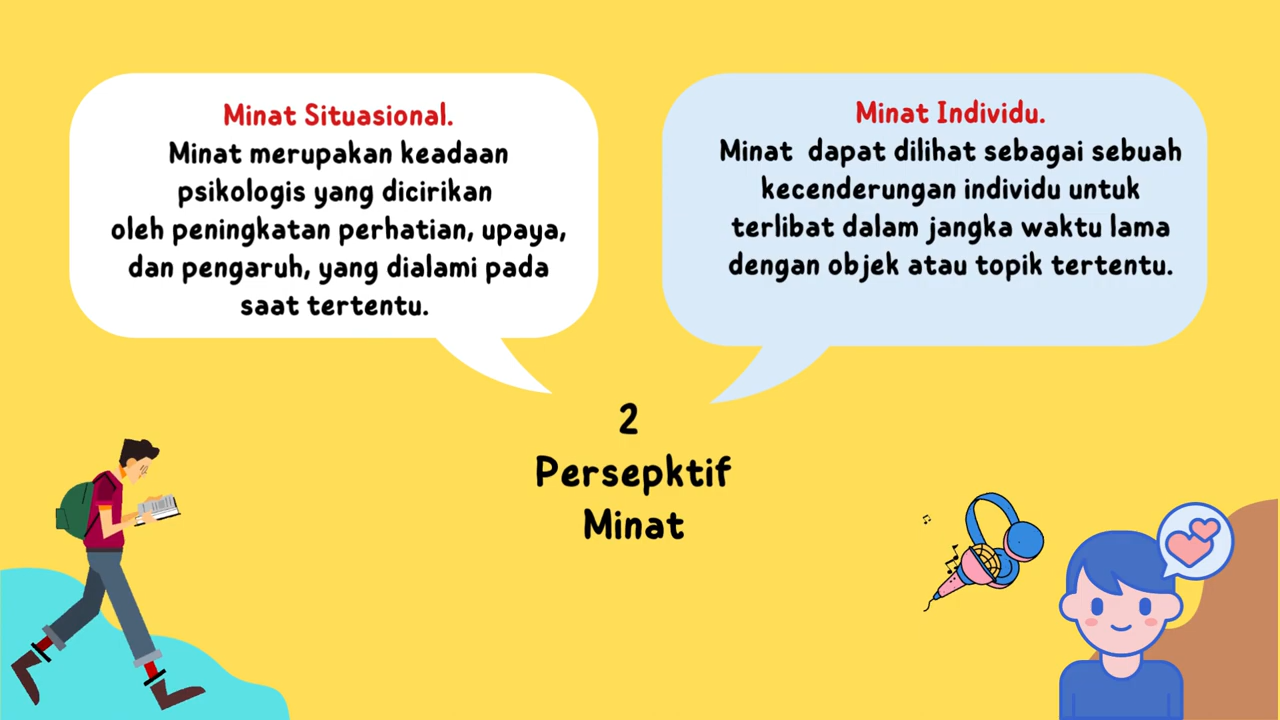 Minat Situasional.
Minat merupakan keadaan
psikologis yang dicirikan
oleh peningkatan perhatian, upaya,
dan pengaruh, yang dialami pada
saat tertentu.
Minat Individu.
Minat  dapat dilihat sebagai sebuah
kecenderungan individu untuk
terlibat dalam jangka waktu lama
dengan objek atau topik tertentu.
2
Persepktif
Minat